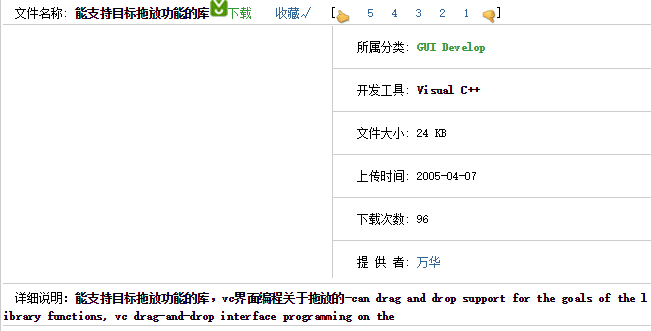 文件名称: 能支持目标拖放功能的库 下载 收藏√ [ 5 4 3 2 1 ]
所属分类: GUI Develop
开发工具: Visual C++
文件大小: 24 KB
上传时间: 2005-04-07
下载次数: 96
提 供 者: 万华
详细说明: 能支持目标拖放功能的库，vc界面编程关于拖放的-can drag and drop support for the goals of the l
ibrary functions, vc drag-and-drop interface programming on the